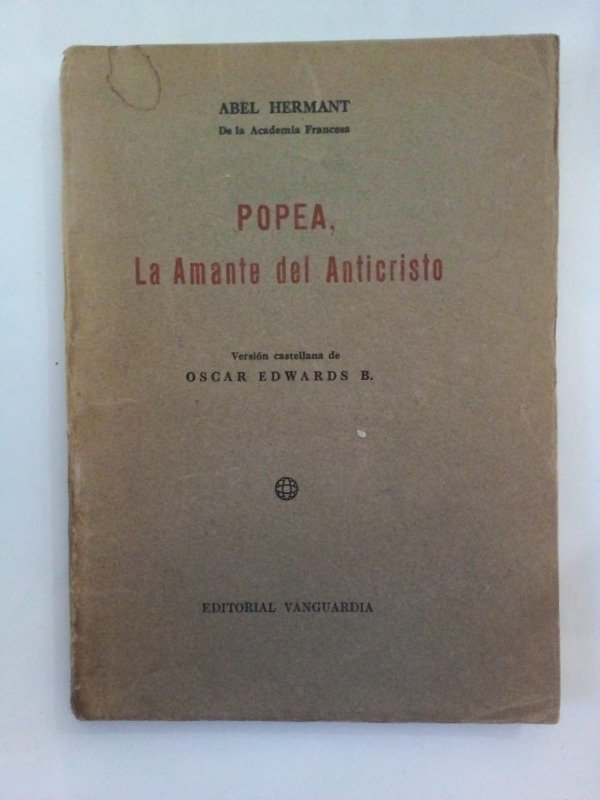 ABEL HERMANT
De la Academia Francesa
POPEA,
La Amante del Anticristo
Versión castellana de
OSCAR EDWARDS B.
EDITORIAL VANGUARDIA